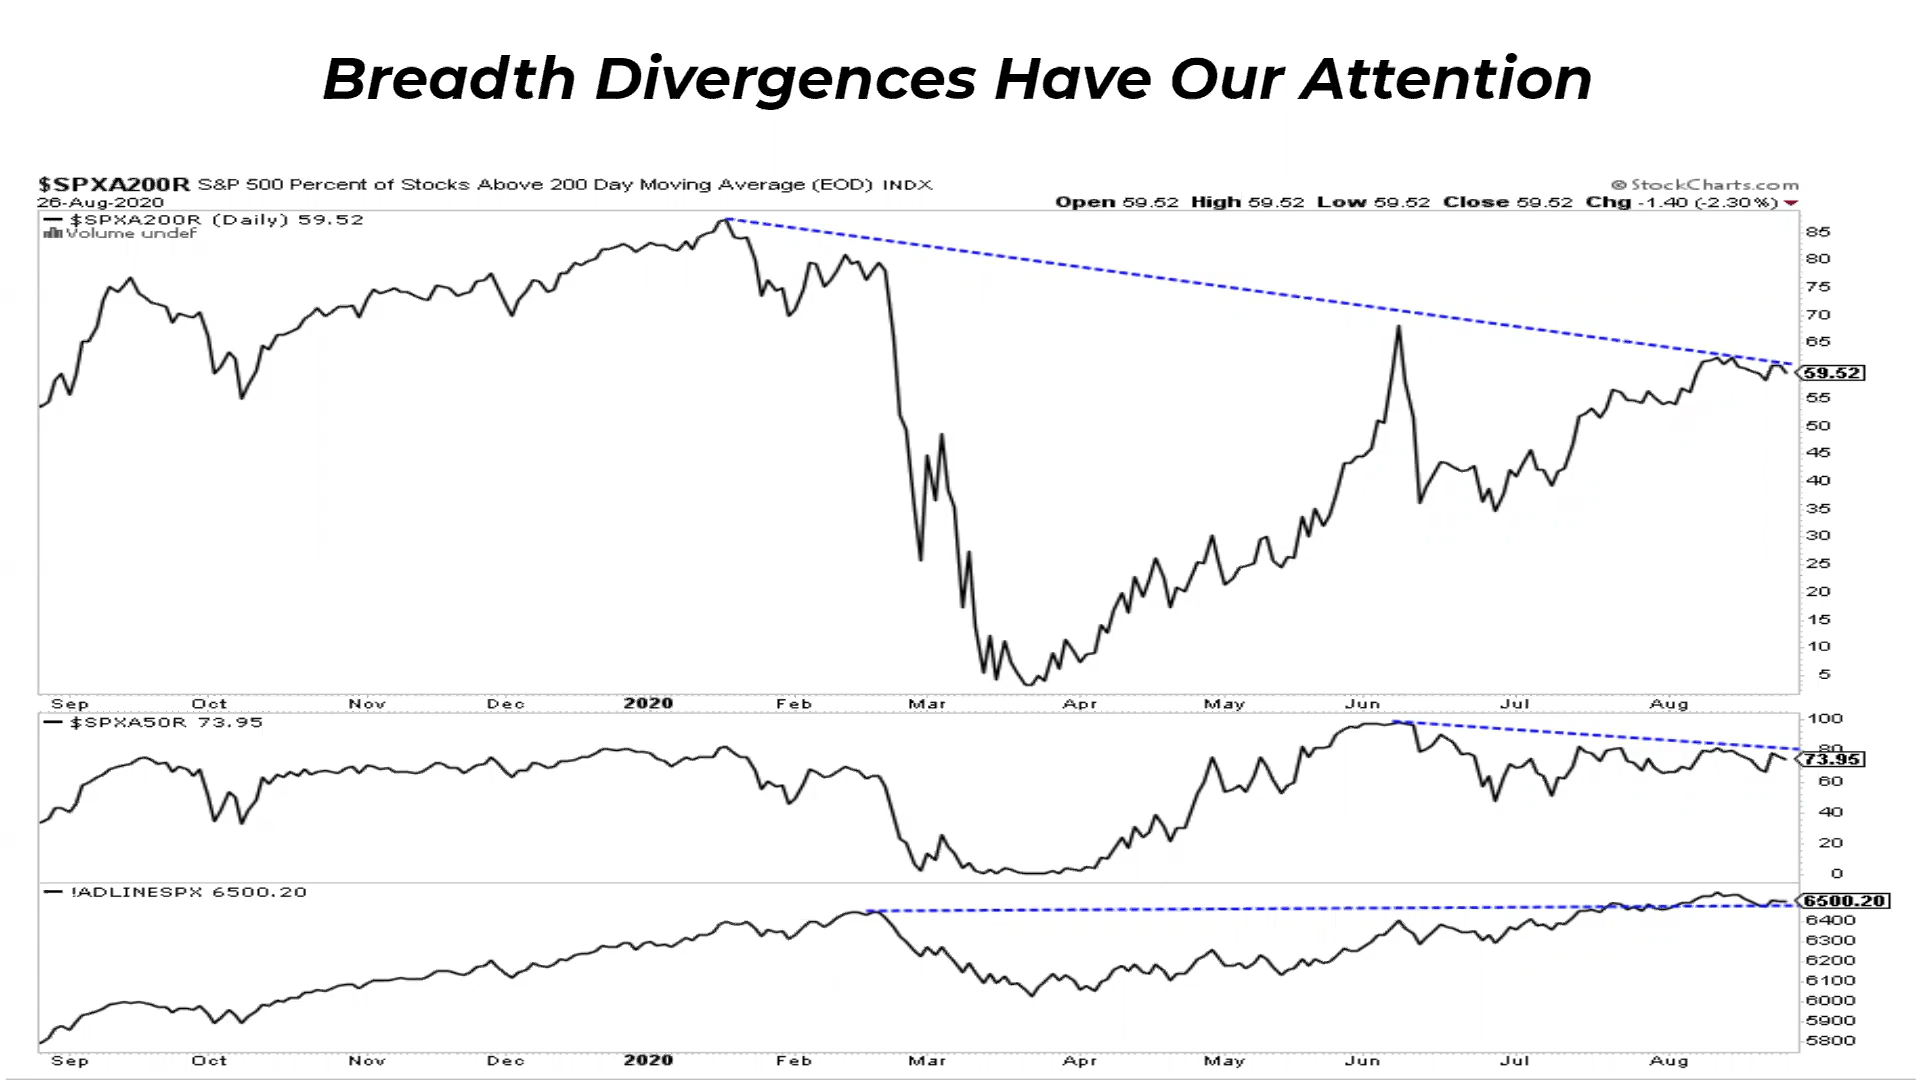 Breadth Divergences Have Our Attention
$SPXA200R S&P 500 Percent of Stocks Above 200 Day Moving Average (EOD) INDX
© StockCharts.com
26-Aug-2020
Open 59.52 High 59.52 Low 59.52 Close 59.52 Chg -1.40 (-2.30%)
$SPXA200R (Daily) 59.52
Volume undef
85
80
75
70
65
59.52
55
50
45
40
35
30
25
20
15
10
5
Sep Oct Nov Dec 2020 Feb Mar Apr May Jun Jul Aug
$SPXA50R 73.95
100
80
73.95
60
40
20
0
!ADLINESPX 6500.20
6500.20
6400
6300
6200
6100
6000
5900
5800
Sep Oct Nov Dec 2020 Feb Mar Apr May Jun Jul Aug